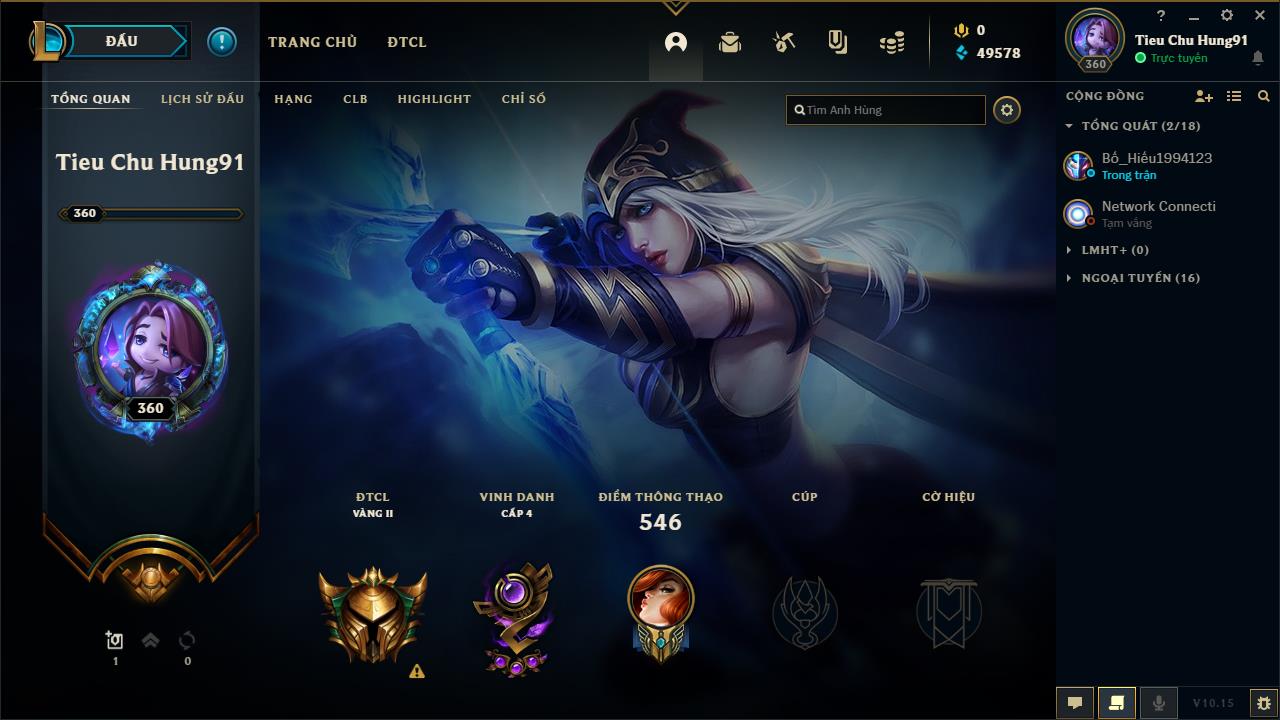 ĐẤU
TRANG CHỦ
ĐTCL
0
49578
?
Tieu Chu Hung91
Trực tuyến
360
TỔNG QUAN
LỊCH SỬ ĐẤU
HẠNG
CLB
HIGHLIGHT
CHỈ SỐ
Tìm Anh Hùng
CỘNG ĐỒNG
TỔNG QUÁT (2/18)
Bố_Hiếu1994123
Trong trận
Network Connecti
Tạm vắng
LMHT+ (0)
NGOẠI TUYẾN (16)
Tieu Chu Hung91
360
360
ĐTCL
VÀNG II
VINH DANH
CẤP 4
ĐIỂM THÔNG THẠO
546
CÚP
CỜ HIỆU
1
0
V10.15